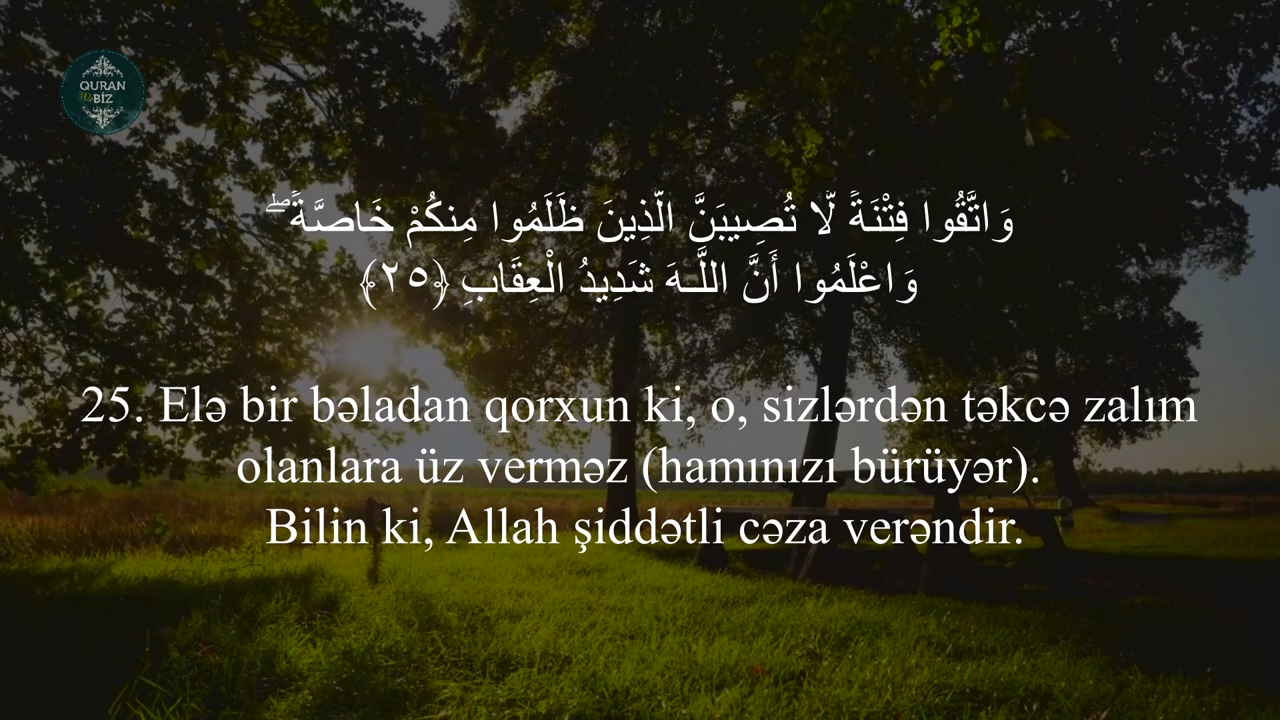 QURAN
BİZ
وَاتَّقُوا فِتْنَةً لَّا تُصِيبَنَّ الَّذِينَ ظَلَمُوا مِنكُمْ خَاصَّةً ۖ
وَاعْلَمُوا أَنَّ اللَّـهَ شَدِيدُ الْعِقَابِ ﴿٢٥﴾
25. Elə bir bəladan qorxun ki, o, sizlərdən təkcə zalım
olanlara üz verməz (hamınızı bürüyər).
Bilin ki, Allah şiddətli cəza verəndir.